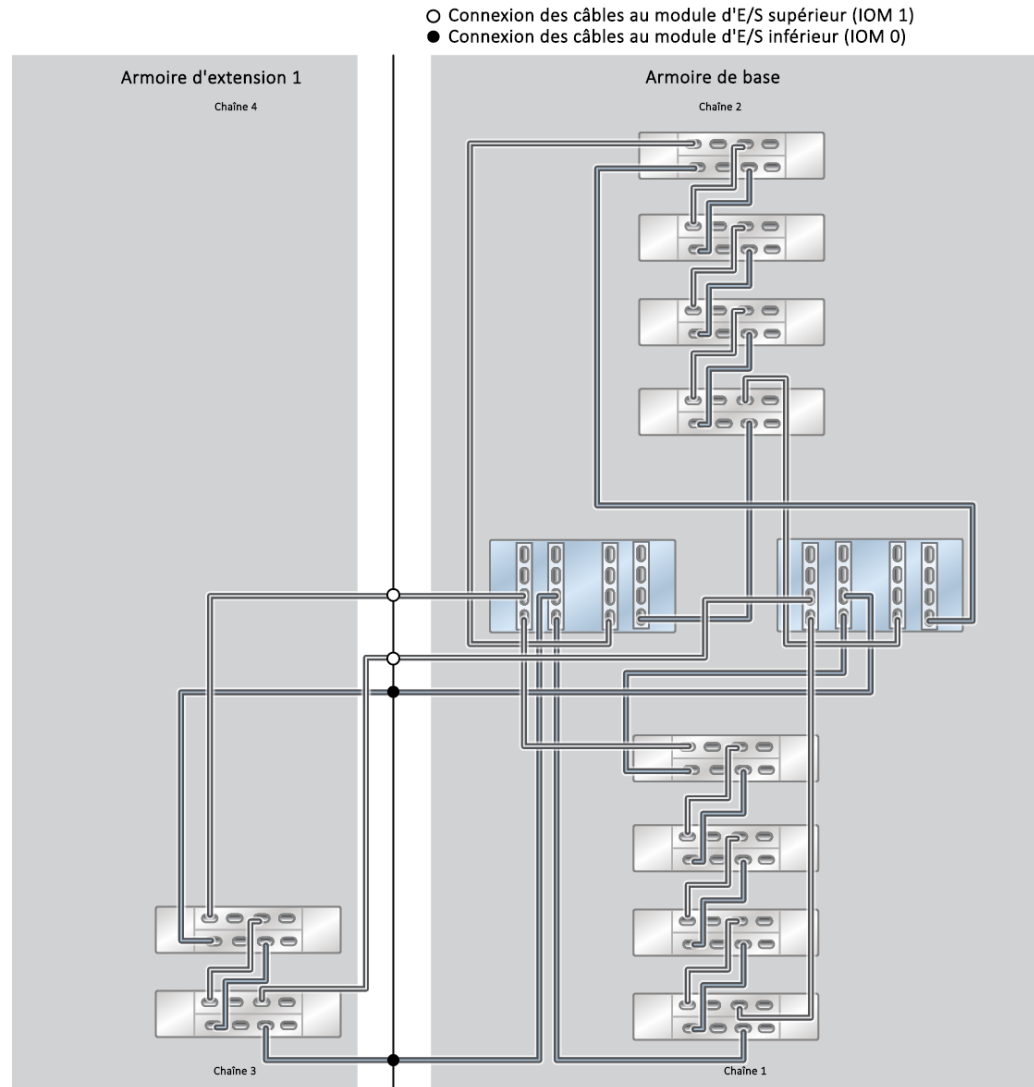 Connexion des câbles au module d'E/S supérieur (IOM 1)
Connexion des câbles au module d'E/S inférieur (IOM 0)
Armoire d'extension 1
Armoire de base
Chaîne 4
Chaîne 2
Chaîne 3
Chaîne 1